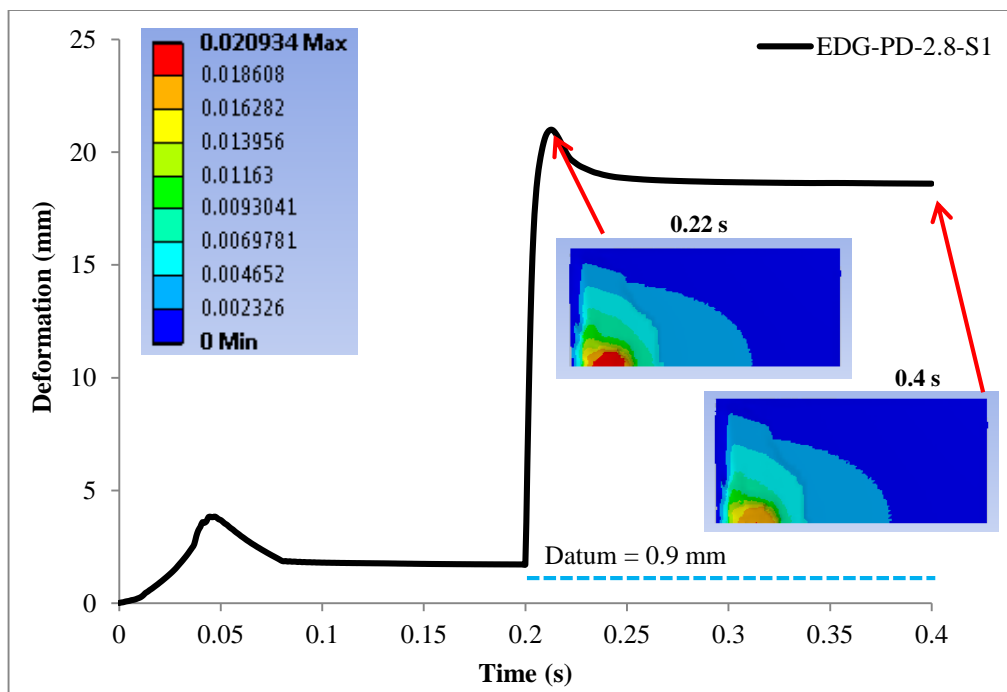 25
20
15
10
5
0
Deformation (mm)
0.020934 Max
0.018608
0.016282
0.013956
0.01163
0.0093041
0.0069781
0.004652
0.002326
0 Min
EDG-PD-2.8-S1
0.22 s
0.4 s
Datum = 0.9 mm
0 0.05 0.1 0.15 0.2 0.25 0.3 0.35 0.4
Time (s)